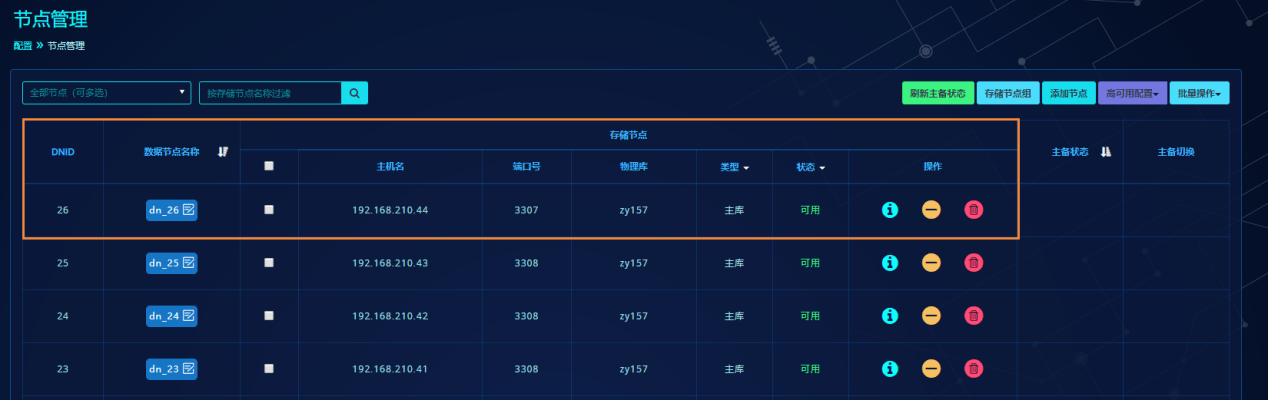 节点管理
配置 » 节点管理
全部节点（可多选） 按存储节点名称过滤 刷新主备状态 存储节点组 添加节点 高可用配置 批量操作
存储节点
DNID 数据节点名称 主备状态 主备切换
主机名 端口号 物理库 类型 状态 操作
26 dn_26 192.168.210.44 3307 zy157 主库 可用
25 dn_25 192.168.210.43 3308 zy157 主库 可用
24 dn_24 192.168.210.42 3308 zy157 主库 可用
23 dn_23 192.168.210.41 3308 zy157 主库 可用